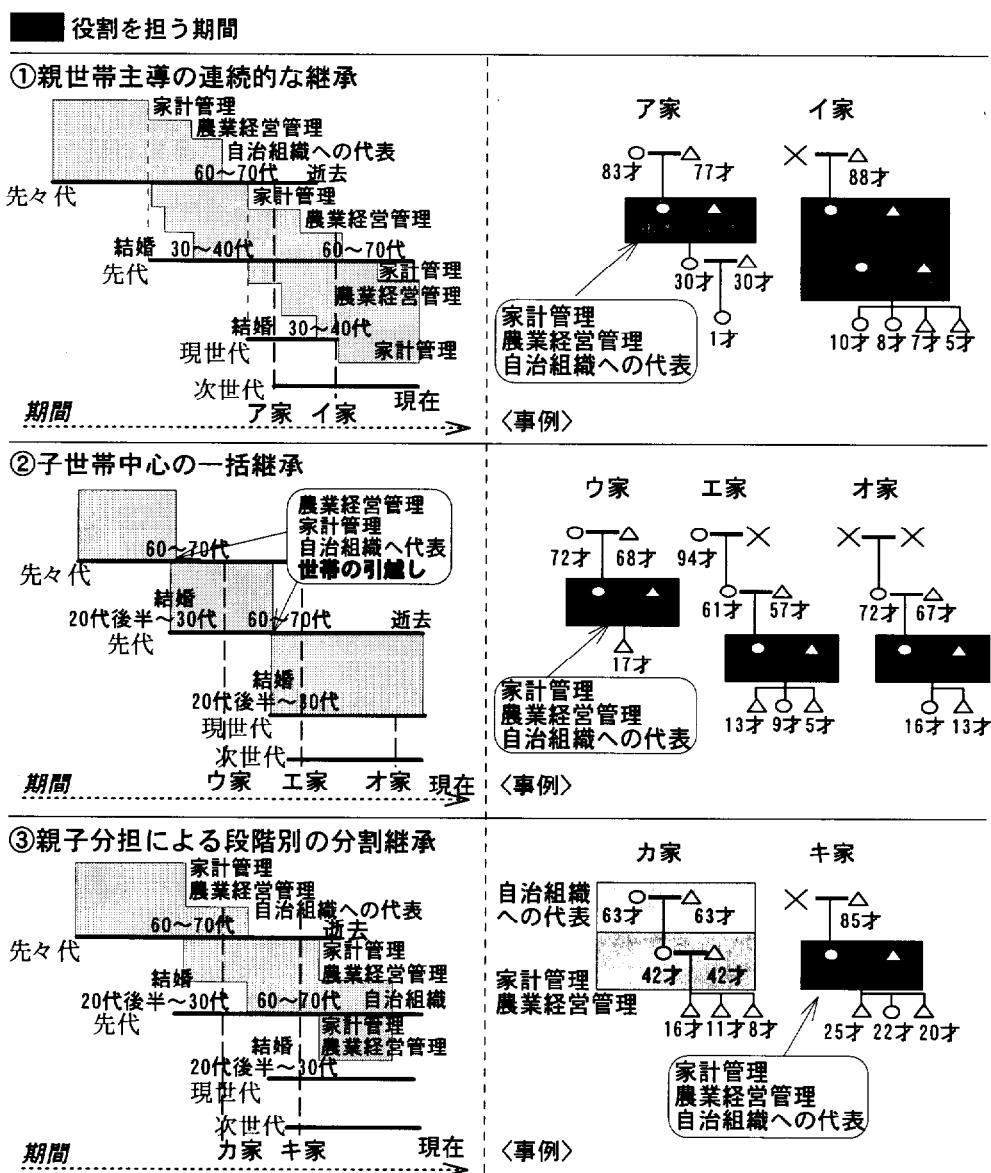 役割を担う期間
①親世帯主導の連続的な継承
家計管理
農業経営管理
自治組織への代表
60～70代 逝去
先々代
家計管理
農業経営管理
結婚 30～40代 60～70代
先代
家計管理
農業経営管理
結婚 30～40代
現世代
家計管理
次世代
現在
期間
ア家 イ家
ア家 イ家
83才 77才
88才
30才 30才
1才
10才 8才 7才 5才
家計管理
農業経営管理
自治組織への代表
〈事例〉
②子世帯中心の一括継承
農業経営管理
家計管理
自治組織へ代表
世帯の引越し
60～70代
先々代
結婚
20代後半～30代 60～70代 逝去
先代
結婚
20代後半～30代
現世代
次世代
期間
ウ家 エ家 オ家 現在
ウ家 エ家 オ家
72才 68才 94才
61才 57才 72才 67才
17才
13才 9才 5才 16才 13才
家計管理
農業経営管理
自治組織への代表
〈事例〉
③親子分担による段階別の分割継承
家計管理
農業経営管理
自治組織への代表
60～70代
逝去
先々代
家計管理
農業経営管理
結婚
20代後半～30代 60～70代 自治組織
先代
家計管理
農業経営管理
結婚
20代後半～30代
現世代
次世代
期間
カ家 キ家 現在
カ家 キ家
自治組織
への代表
63才 63才
85才
家計管理
農業経営管理
42才 42才
16才 11才 8才
25才 22才 20才
家計管理
農業経営管理
自治組織への代表
〈事例〉